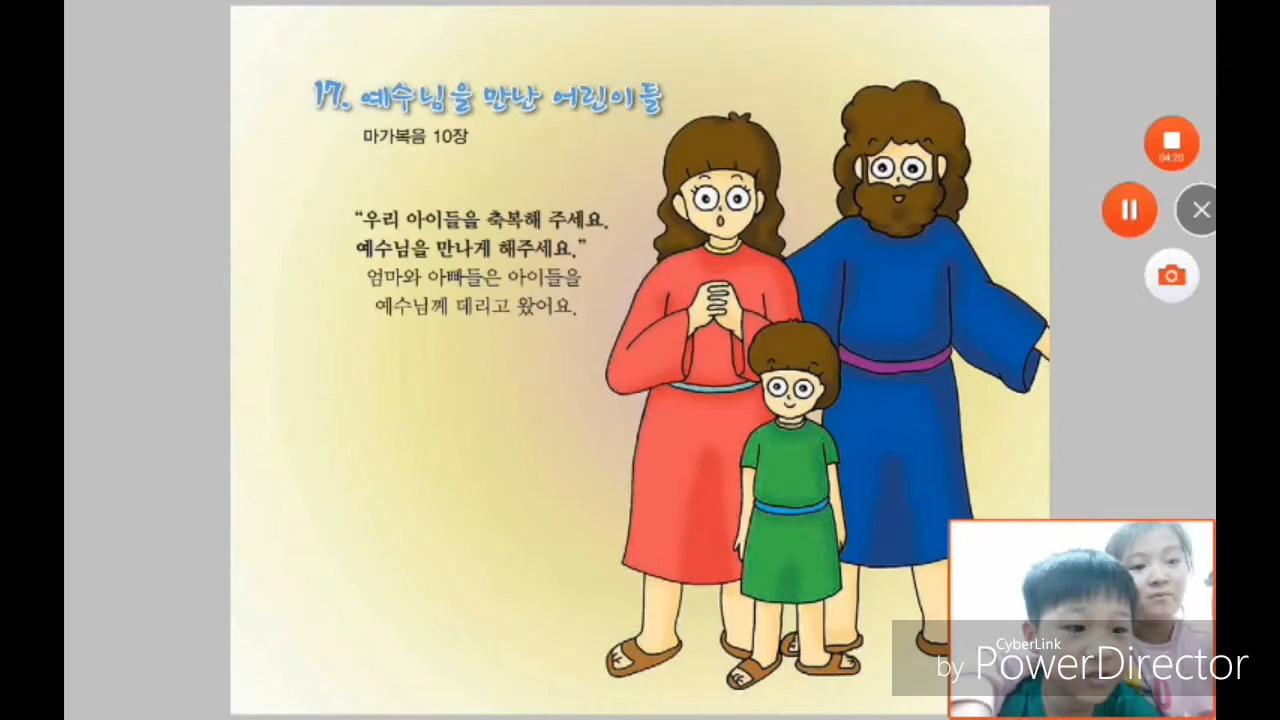 17. 예수님을 만난 어린이들
마가복음 10장
“우리 아이들을 축복해 주세요.
예수님을 만나게 해주세요.”
엄마와 아빠들은 아이들을
예수님께 데리고 왔어요.
04:20
CyberLink
by PowerDirector